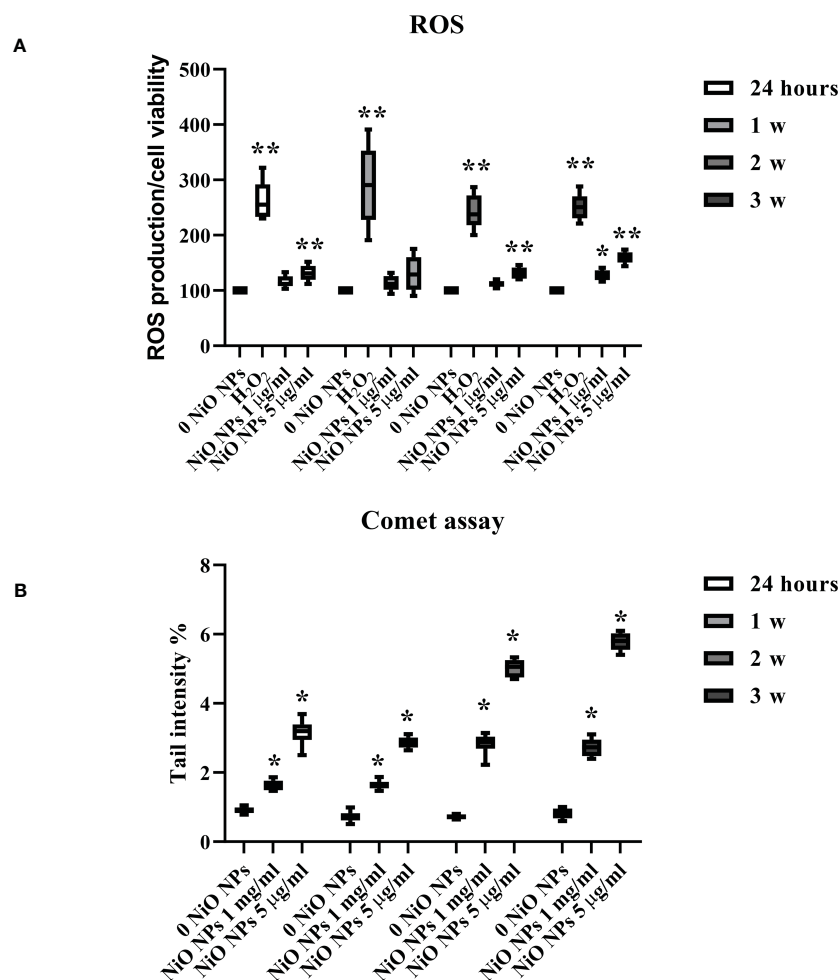 A
ROS
ROS production/cell viability
500
400
300
200
100
0
**
**
**
**
**
**
*
**
0 NiO NPs
H₂O₂
NiO NPs 1 μg/ml
NiO NPs 5 μg/ml
0 NiO NPs
H₂O₂
NiO NPs 1 μg/ml
NiO NPs 5 μg/ml
0 NiO NPs
H₂O₂
NiO NPs 1 μg/ml
NiO NPs 5 μg/ml
0 NiO NPs
H₂O₂
NiO NPs 1 μg/ml
NiO NPs 5 μg/ml
24 hours
1 w
2 w
3 w
B
Comet assay
Tail intensity %
8
6
4
2
0
*
*
*
*
*
*
*
*
0 NiO NPs
NiO NPs 1 mg/ml
NiO NPs 5 μg/ml
0 NiO NPs
NiO NPs 1 mg/ml
NiO NPs 5 μg/ml
0 NiO NPs
NiO NPs 1 mg/ml
NiO NPs 5 μg/ml
0 NiO NPs
NiO NPs 1 mg/ml
NiO NPs 5 μg/ml
24 hours
1 w
2 w
3 w